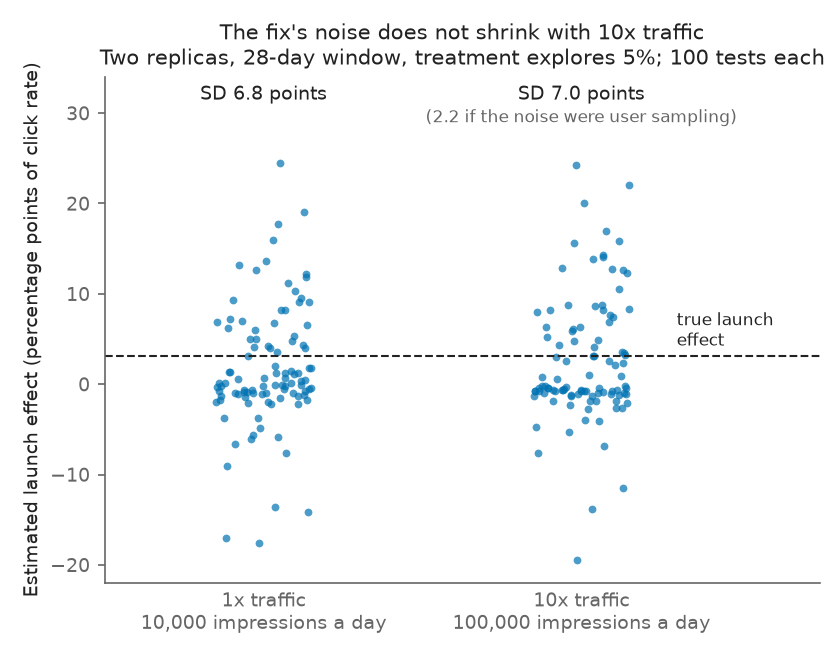 The fix's noise does not shrink with 10x traffic
Two replicas, 28-day window, treatment explores 5%; 100 tests each
Estimated launch effect (percentage points of click rate)
SD 6.8 points
SD 7.0 points
(2.2 if the noise were user sampling)
30
20
10
0
−10
−20
true launch
effect
1x traffic
10,000 impressions a day
10x traffic
100,000 impressions a day